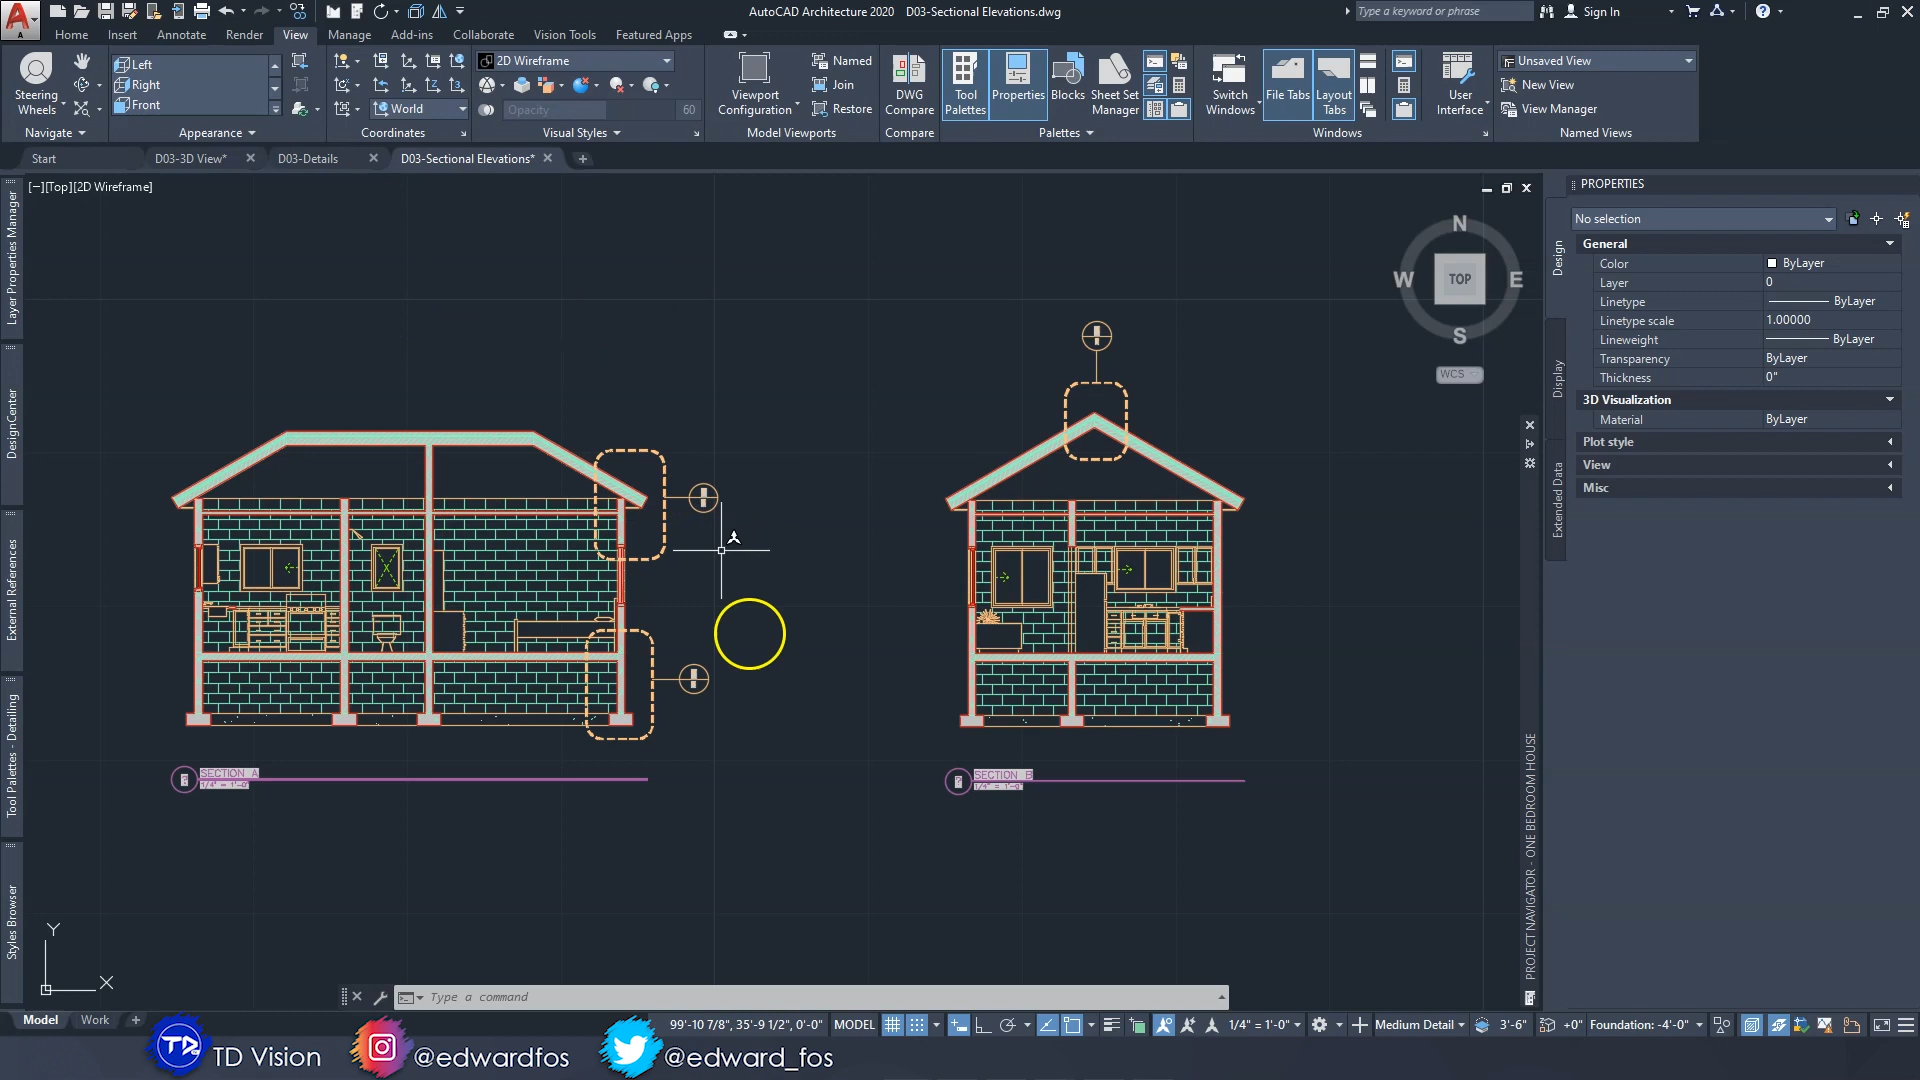 AutoCAD Architecture 2020 D03-Sectional Elevations.dwg
Type a keyword or phrase
Sign In
Home Insert Annotate Render View Manage Add-ins Collaborate Vision Tools Featured Apps
Steering Wheels
Navigate
Left
Right
Front
Appearance
World
Coordinates
2D Wireframe
Opacity 60
Visual Styles
Viewport Configuration
Named
Join
Restore
Model Viewports
DWG Compare
Compare
Tool Palettes
Properties
Blocks
Sheet Set Manager
Palettes
Switch Windows
File Tabs
Layout Tabs
User Interface
Windows
Unsaved View
New View
View Manager
Named Views
Start D03-3D View* D03-Details D03-Sectional Elevations*
[−][Top][2D Wireframe]
Layer Properties Manager
DesignCenter
External References
Tool Palettes - Detailing
Styles Browser
N
W TOP E
S
WCS
SECTION A
1/4" = 1'-0"
SECTION B
1/4" = 1'-0"
Y
X
PROJECT NAVIGATOR - ONE BEDROOM HOUSE
Design
Display
Extended Data
PROPERTIES
No selection
General
Color ByLayer
Layer 0
Linetype ByLayer
Linetype scale 1.00000
Lineweight ByLayer
Transparency ByLayer
Thickness 0"
3D Visualization
Material ByLayer
Plot style
View
Misc
Type a command
Model Work
99'-10 7/8", 35'-9 1/2", 0'-0" MODEL 1/4" = 1'-0" Medium Detail 3'-6" +0" Foundation: -4'-0"
TD Vision @edwardfos @edward_fos